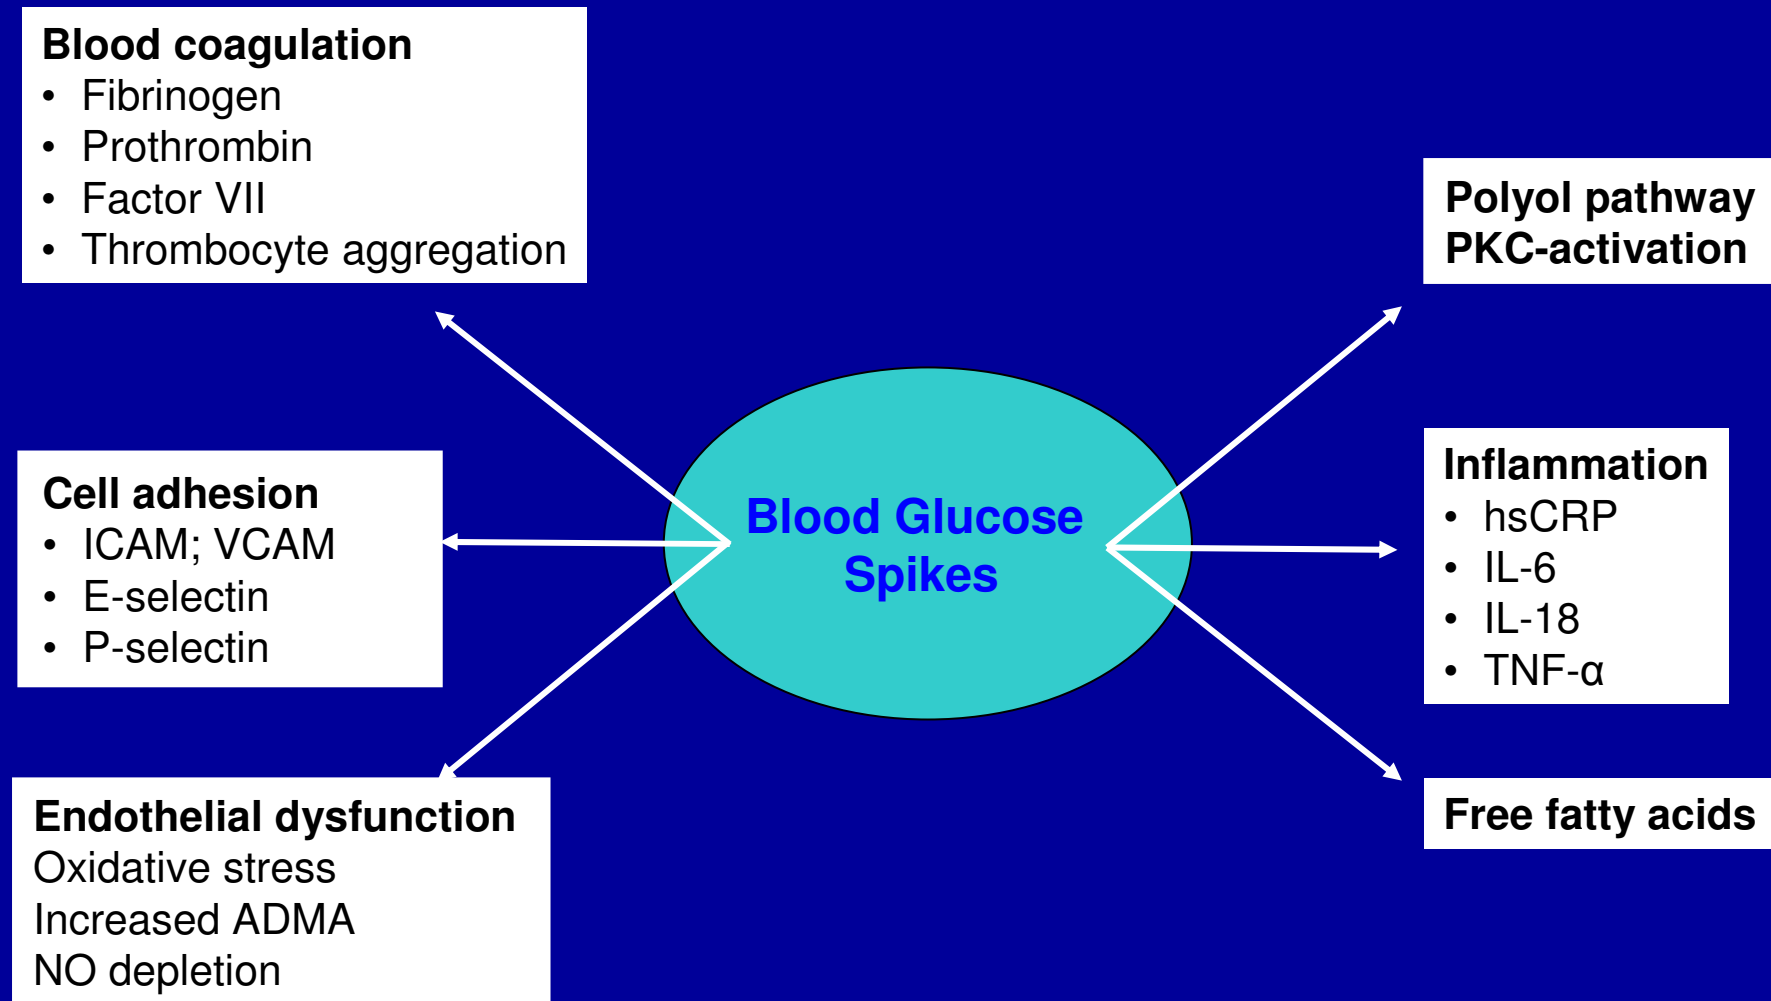 Blood coagulation
• Fibrinogen
• Prothrombin
• Factor VII
• Thrombocyte aggregation
Cell adhesion
• ICAM; VCAM
• E-selectin
• P-selectin
Endothelial dysfunction
Oxidative stress
Increased ADMA
NO depletion
Blood Glucose
Spikes
Polyol pathway
PKC-activation
Inflammation
• hsCRP
• IL-6
• IL-18
• TNF-α
Free fatty acids